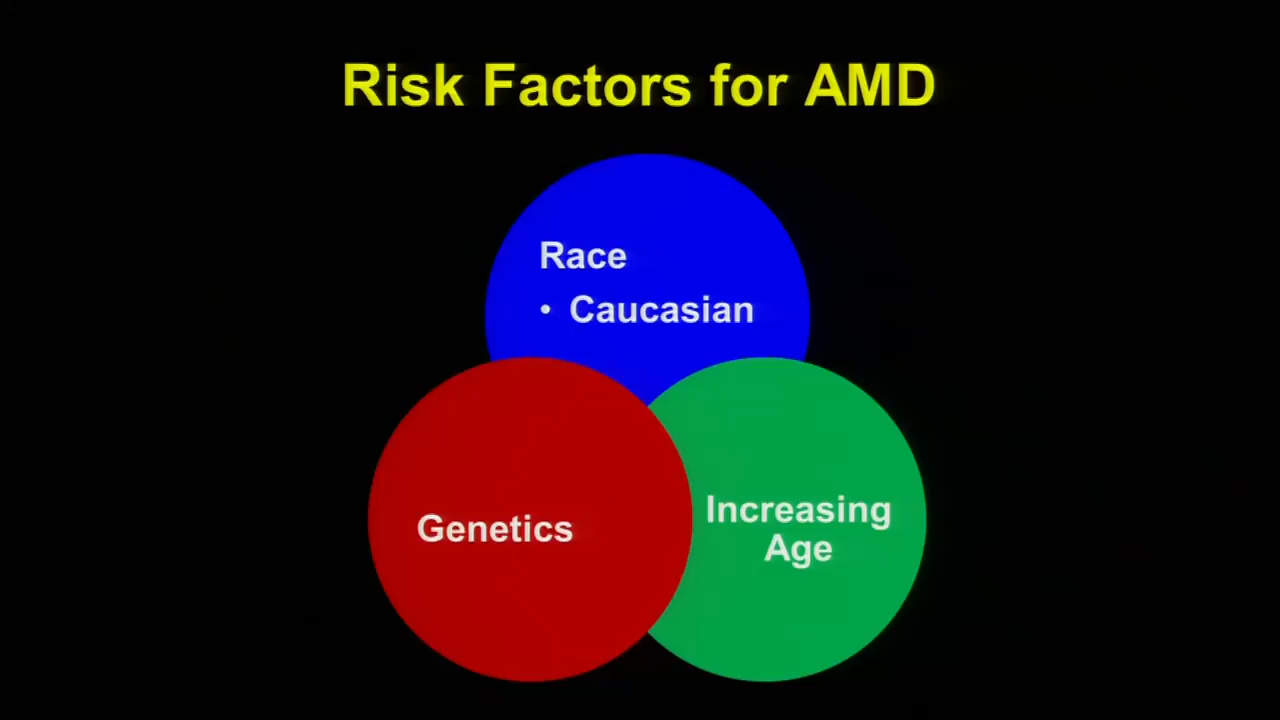 Risk Factors for AMD
Race
• Caucasian
Genetics
Increasing
Age